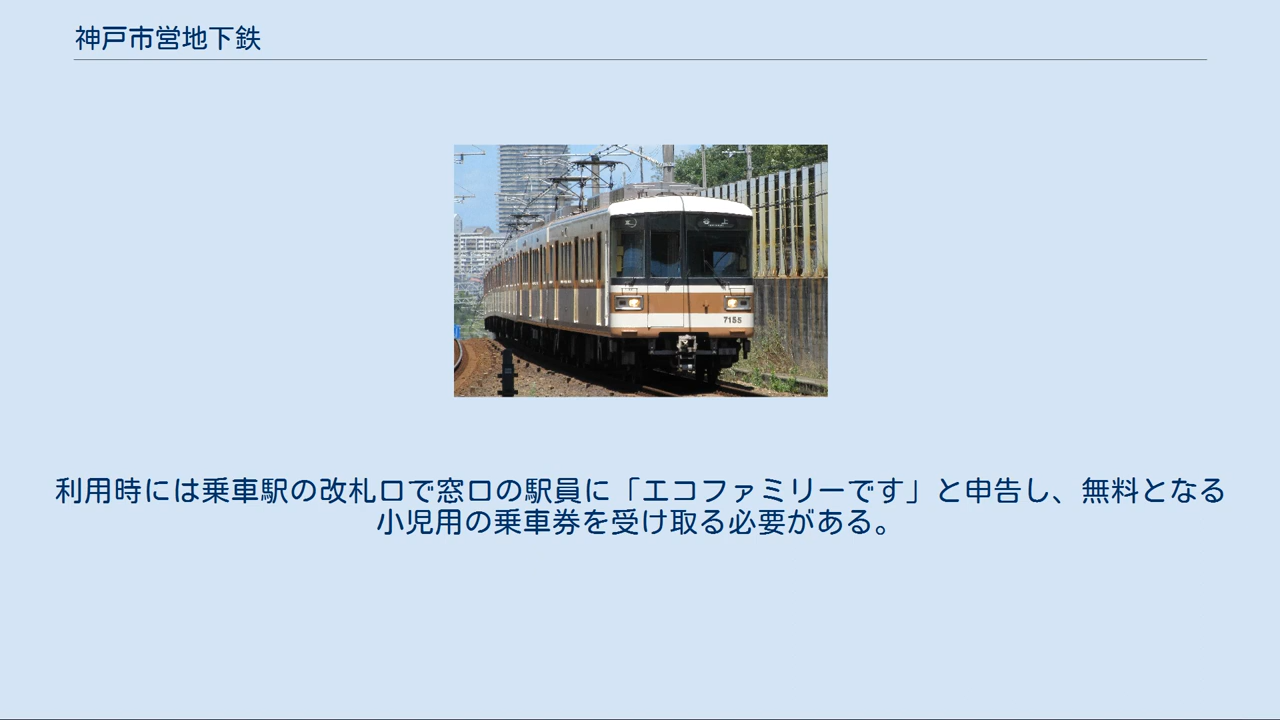 神戸市営地下鉄
7155
利用時には乗車駅の改札口で窓口の駅員に「エコファミリーです」と申告し、無料となる
小児用の乗車券を受け取る必要がある。